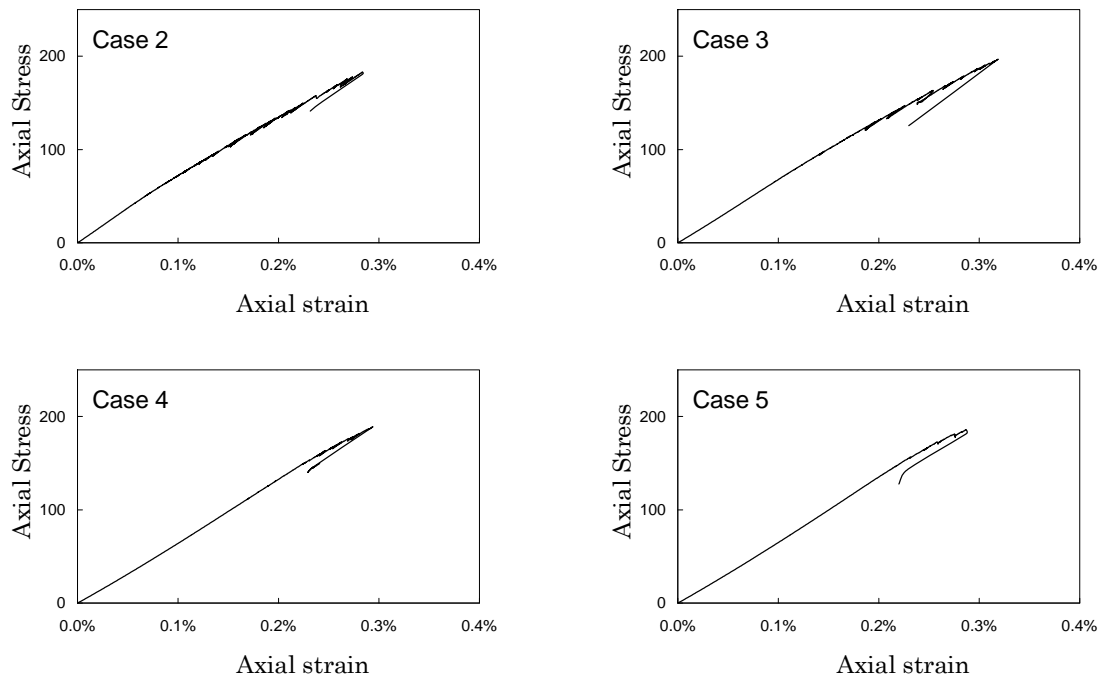 Case 2
Axial Stress
200
100
0
0.0% 0.1% 0.2% 0.3% 0.4%
Axial strain
Case 3
Axial Stress
200
100
0
0.0% 0.1% 0.2% 0.3% 0.4%
Axial strain
Case 4
Axial Stress
200
100
0
0.0% 0.1% 0.2% 0.3% 0.4%
Axial strain
Case 5
Axial Stress
200
100
0
0.0% 0.1% 0.2% 0.3% 0.4%
Axial strain